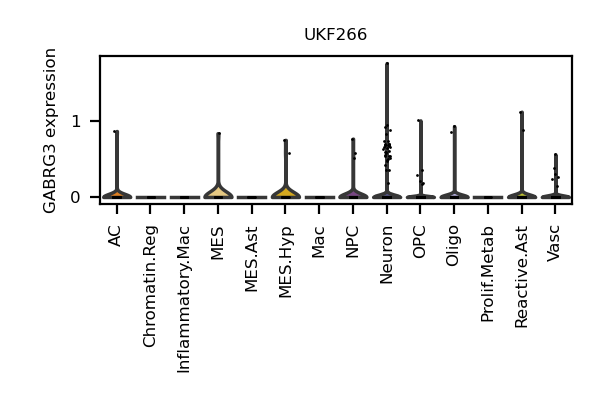 UKF266
GABRG3 expression
1
0
AC
Chromatin.Reg
Inflammatory.Mac
MES
MES.Ast
MES.Hyp
Mac
NPC
Neuron
OPC
Oligo
Prolif.Metab
Reactive.Ast
Vasc